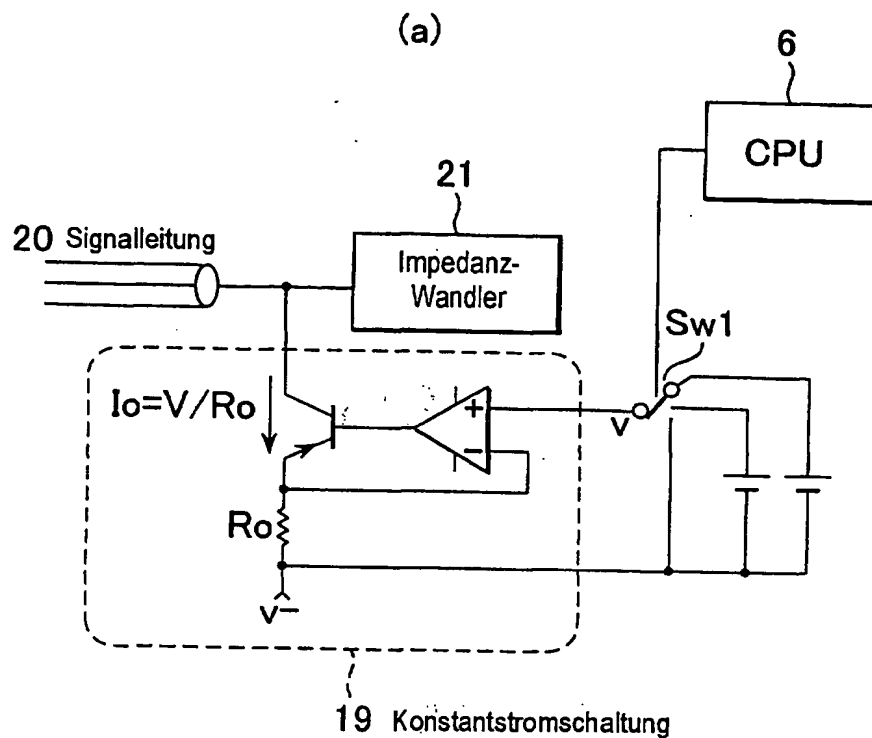 (a)
6
CPU
21
20 Signalleitung
Impedanz-
Wandler
Sw1
Io=V/Ro
+
−
V
Ro
V−
19 Konstantstromschaltung